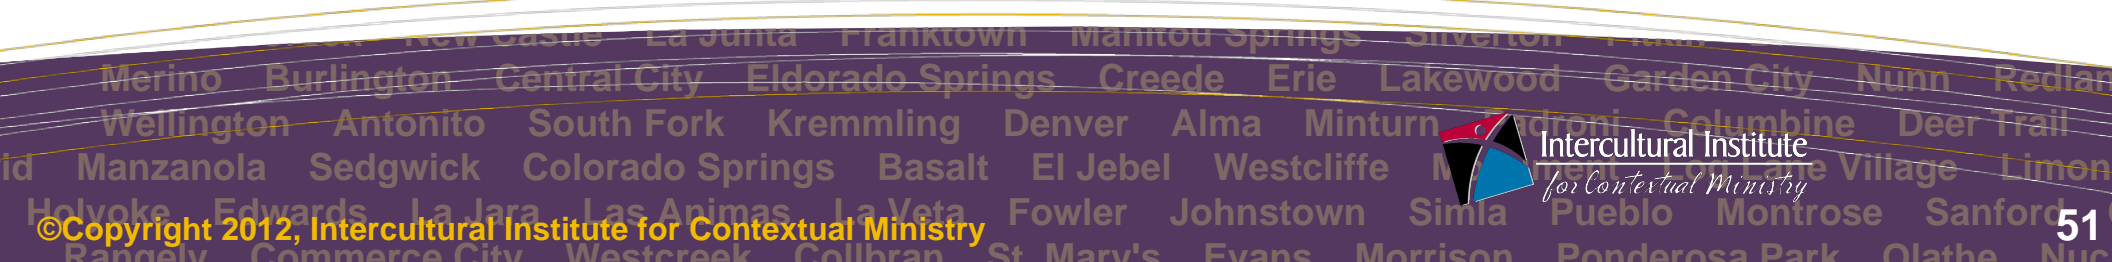 New Castle La Junta Franktown Manitou Springs Silverton
Merino Burlington Central City Eldorado Springs Creede Erie Lakewood Garden City Nunn Redlan
Wellington Antonito South Fork Kremmling Denver Alma Minturn Columbine Deer Trail
Intercultural Institute
for Contextual Ministry
id Manzanola Sedgwick Colorado Springs Basalt El Jebel Westcliffe Village Limon
Holyoke Edwards La Jara Las Animas La Veta Fowler Johnstown Simla Pueblo Montrose Sanford
©Copyright 2012, Intercultural Institute for Contextual Ministry
51
Rangely Commerce City Westcreek Collbran St. Mary's Evans Morrison Ponderosa Park Olathe Nuc